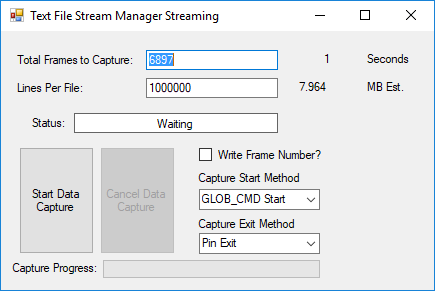 Text File Stream Manager Streaming
Total Frames to Capture: 6897 1 Seconds
Lines Per File: 1000000 7.964 MB Est.
Status: Waiting
Write Frame Number?
Start Data Capture
Cancel Data Capture
Capture Start Method
GLOB_CMD Start
Capture Exit Method
Pin Exit
Capture Progress: